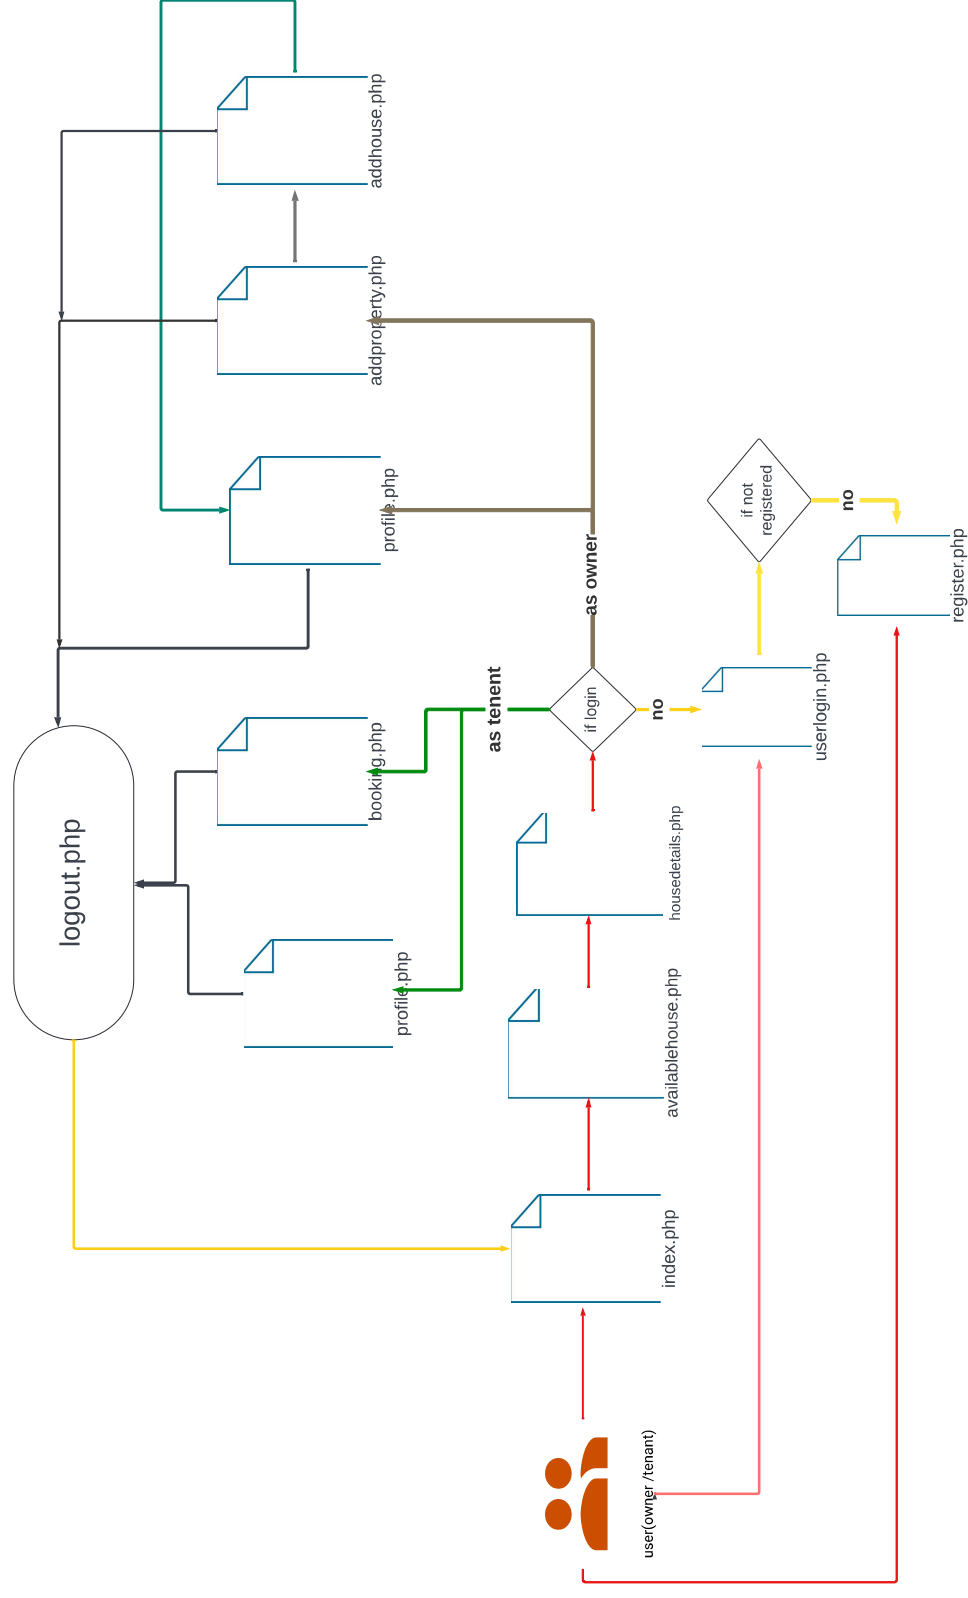 logout.php
profile.php
booking.php
profile.php
addproperty.php
addhouse.php
index.php
availablehouse.php
housedetails.php
if login
as tenent
as owner
no
user(owner /tenant)
userlogin.php
if not
registered
no
register.php